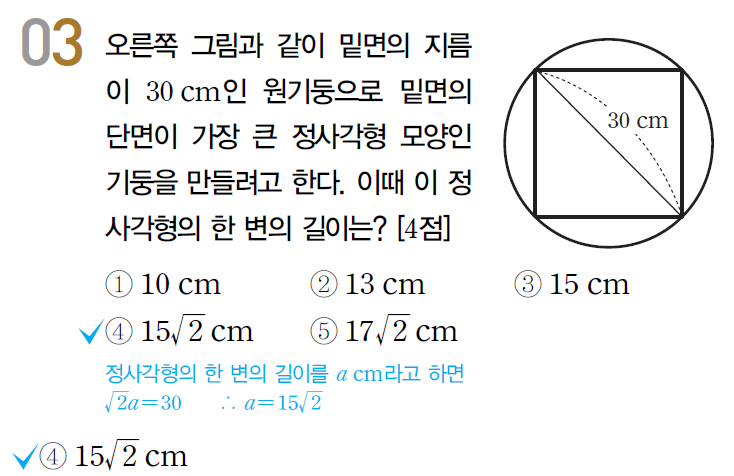 03 오른쪽 그림과 같이 밑면의 지름
이 30 cm인 원기둥으로 밑면의
단면이 가장 큰 정사각형 모양인
기둥을 만들려고 한다. 이때 이 정
사각형의 한 변의 길이는? [4점]
30 cm
① 10 cm ② 13 cm ③ 15 cm
✓④ 15√2 cm ⑤ 17√2 cm
정사각형의 한 변의 길이를 a cm라고 하면
√2a=30 ∴ a=15√2
✓④ 15√2 cm